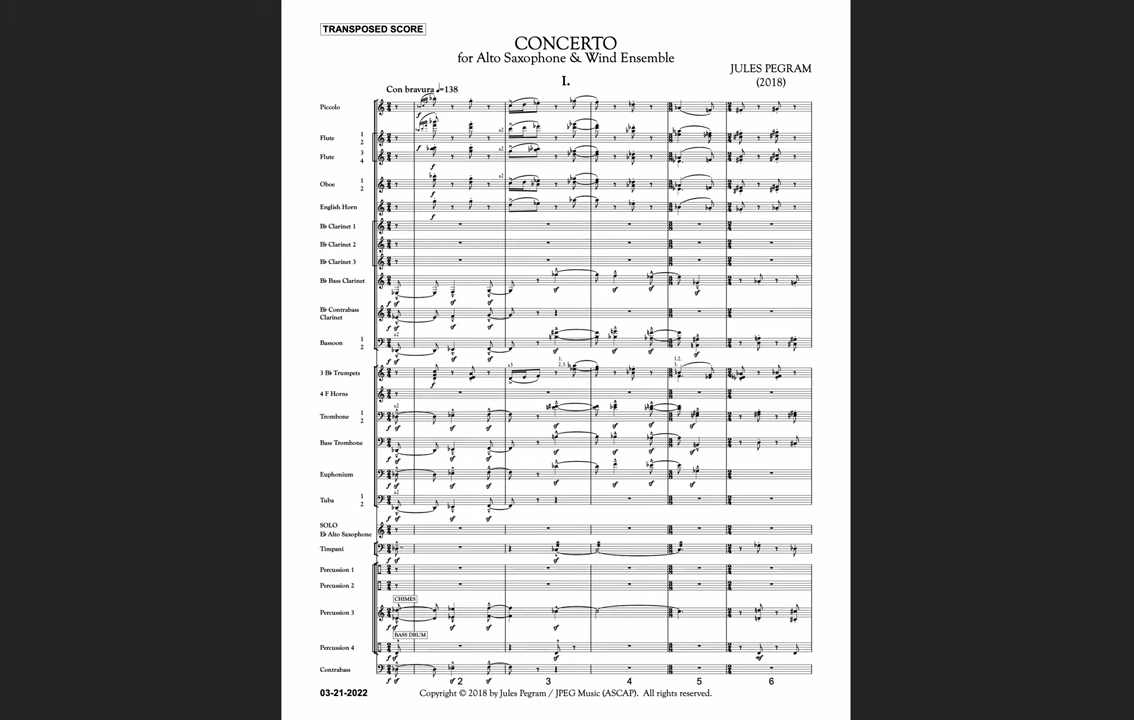 TRANSPOSED SCORE
CONCERTO
for Alto Saxophone & Wind Ensemble
JULES PEGRAM
(2018)
I.
Con bravura ♩=138
Piccolo
Flute 1 2
Flute 3 4
Oboe 1 2
English Horn
B♭ Clarinet 1
B♭ Clarinet 2
B♭ Clarinet 3
B♭ Bass Clarinet
B♭ Contrabass
Clarinet
Bassoon 1 2
3 B♭ Trumpets
4 F Horns
Trombone 1 2
Bass Trombone
Euphonium
Tuba 1 2
SOLO
E♭ Alto Saxophone
Timpani
Percussion 1
Percussion 2
CHIMES
Percussion 3
BASS DRUM
Percussion 4
Contrabass
2 3 4 5 6
03-21-2022
Copyright © 2018 by Jules Pegram / JPEG Music (ASCAP). All rights reserved.